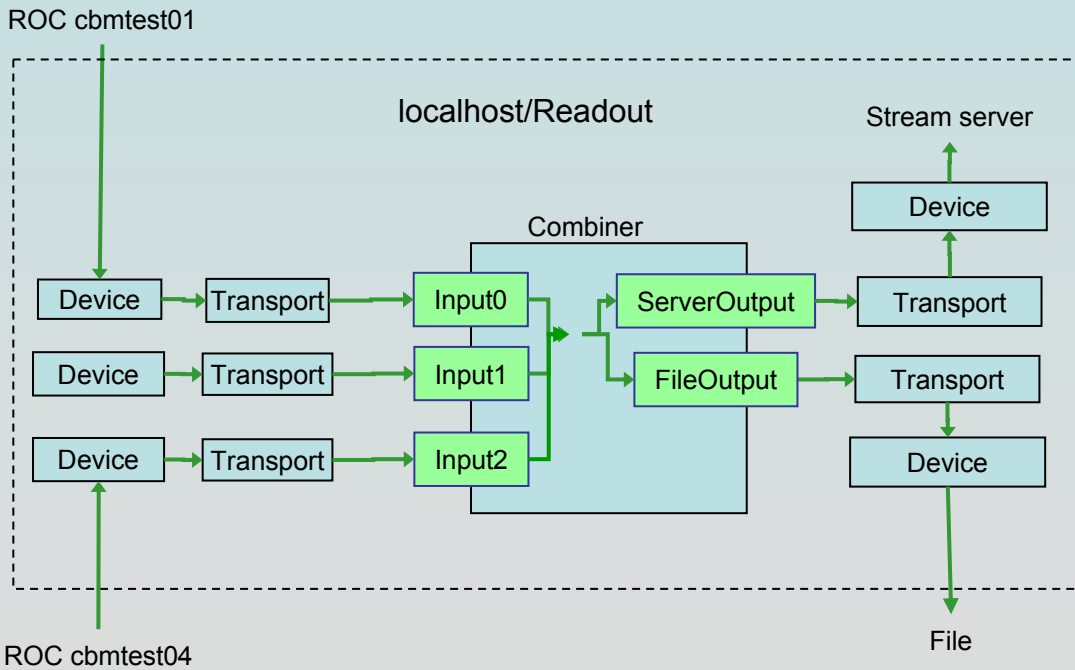 ROC cbmtest01
localhost/Readout
Stream server
Device
Combiner
Device
Transport
Input0
ServerOutput
Transport
Device
Transport
Input1
FileOutput
Transport
Device
Transport
Input2
Device
File
ROC cbmtest04